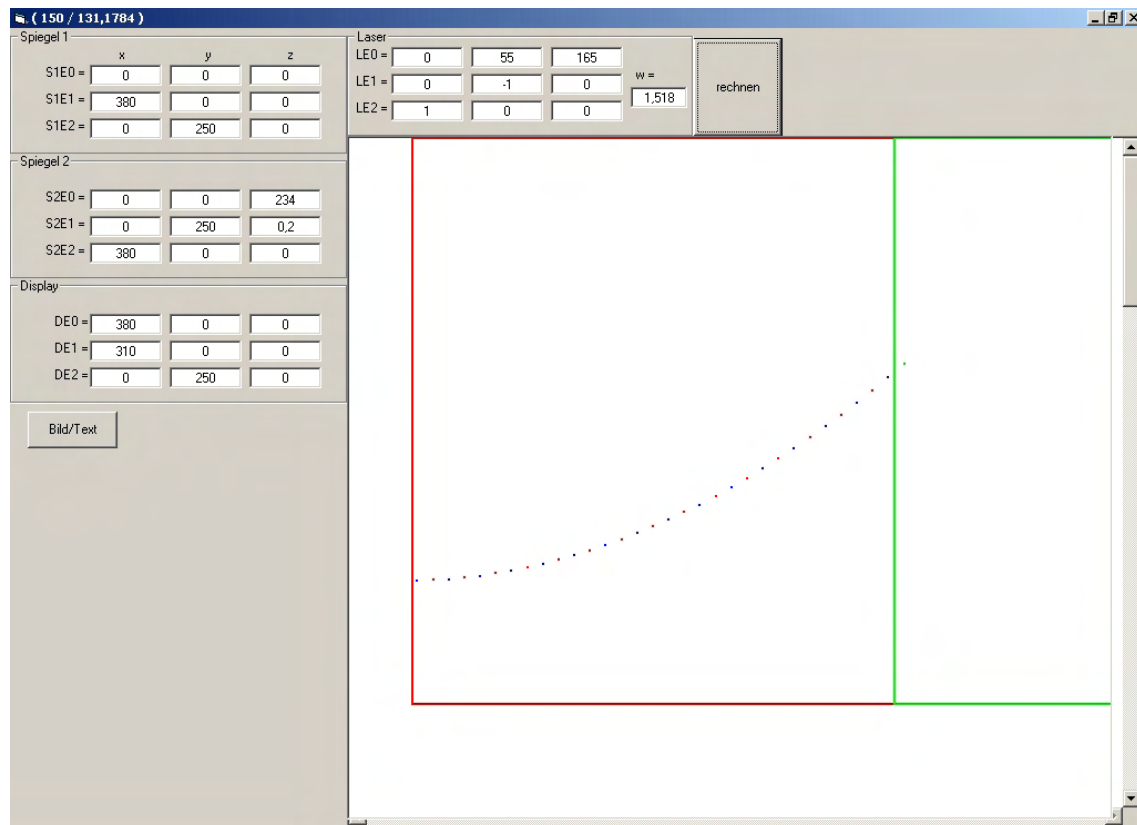 ( 150 / 131,1784 )
Spiegel 1
x y z
S1E0 = 0 0 0
S1E1 = 380 0 0
S1E2 = 0 250 0
Spiegel 2
S2E0 = 0 0 234
S2E1 = 0 250 0,2
S2E2 = 380 0 0
Display
DE0 = 380 0 0
DE1 = 310 0 0
DE2 = 0 250 0
Bild/Text
Laser
LE0 = 0 55 165
LE1 = 0 -1 0
LE2 = 1 0 0
w =
1,518
rechnen